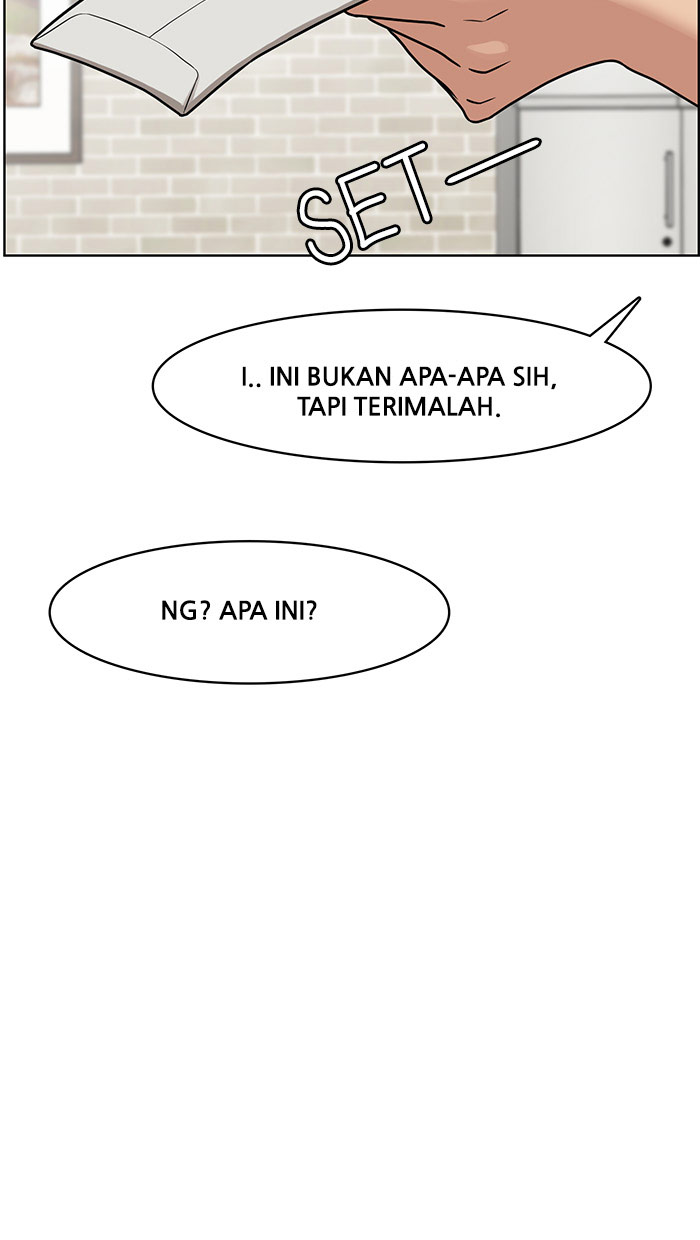 SET—
I.. INI BUKAN APA-APA SIH,
TAPI TERIMALAH.
NG? APA INI?